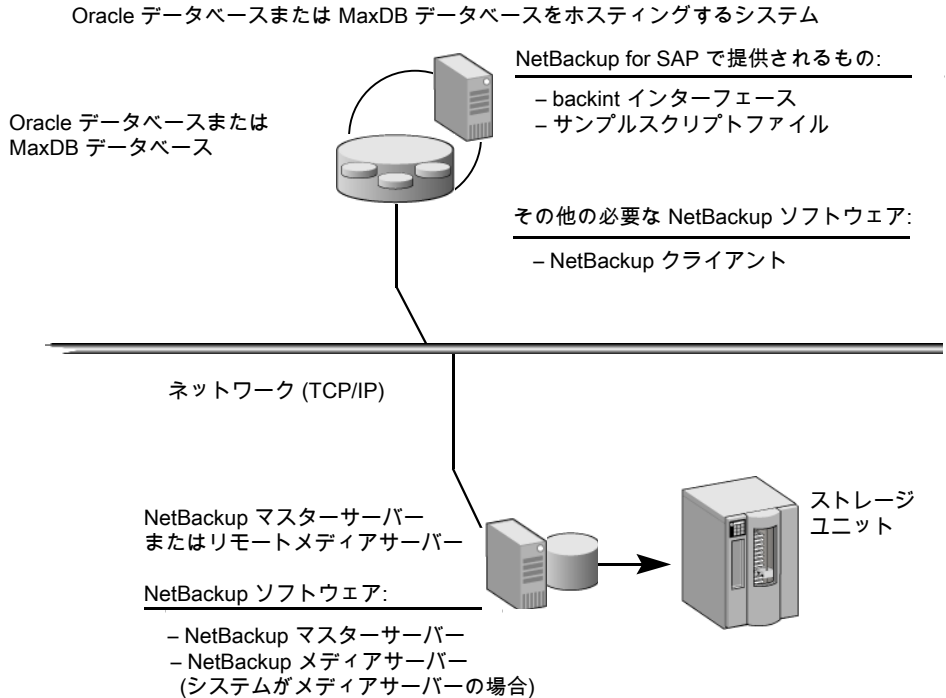 Oracle データベースまたは MaxDB データベースをホスティングするシステム
NetBackup for SAP で提供されるもの:
– backint インターフェース
– サンプルスクリプトファイル
Oracle データベースまたは
MaxDB データベース
その他の必要な NetBackup ソフトウェア:
– NetBackup クライアント
ネットワーク (TCP/IP)
NetBackup マスターサーバー
またはリモートメディアサーバー
ストレージ
ユニット
NetBackup ソフトウェア:
– NetBackup マスターサーバー
– NetBackup メディアサーバー
(システムがメディアサーバーの場合)